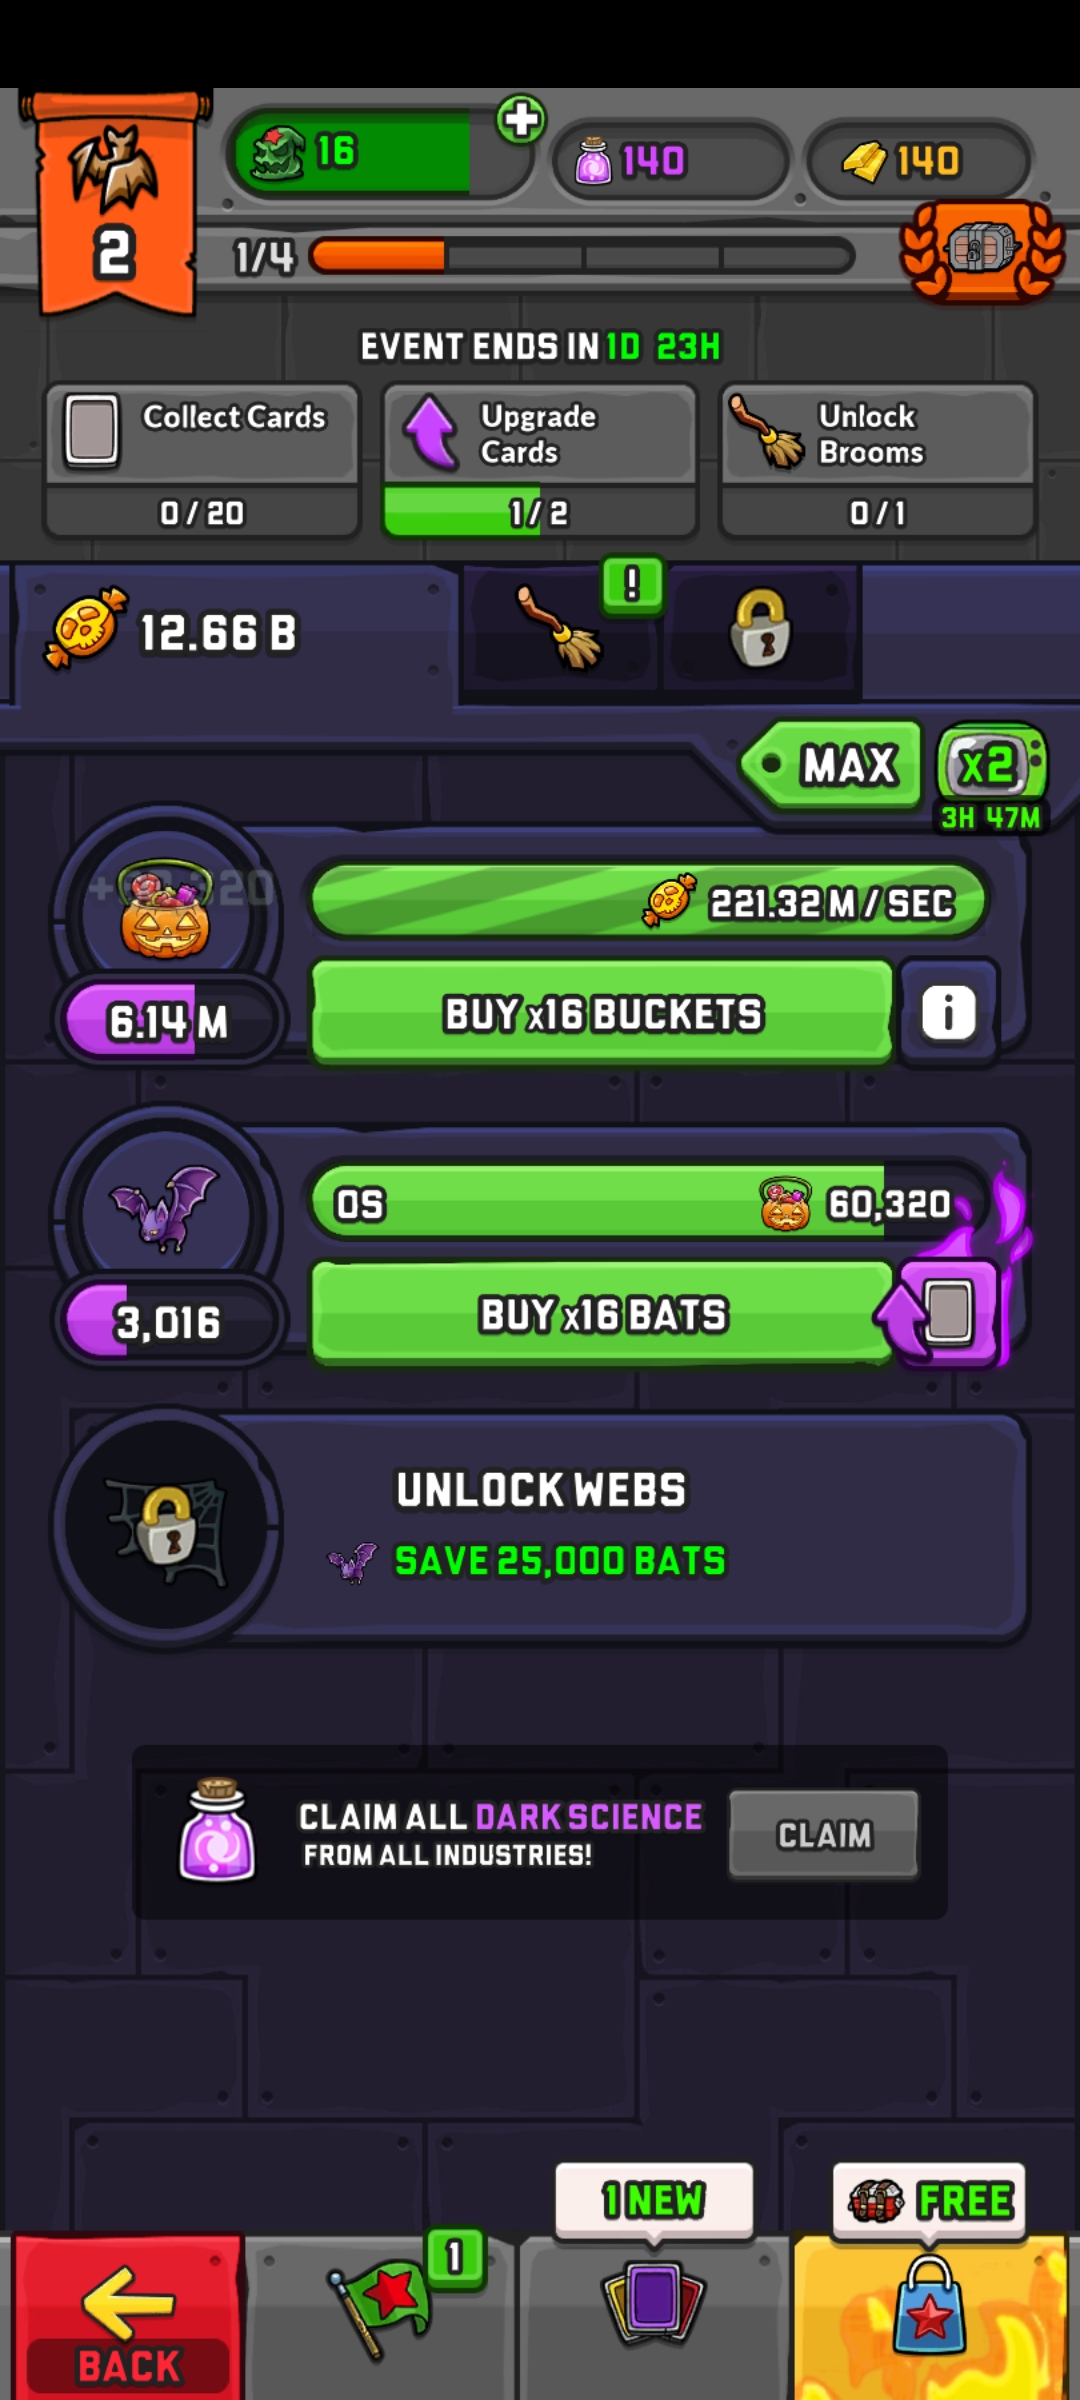 16
140
140
2
1/4
EVENT ENDS IN 1D 23H
Collect Cards
0 / 20
Upgrade
Cards
1 / 2
Unlock
Brooms
0 / 1
12.66 B
!
MAX
x2
3H 47M
221.32 M / SEC
6.14 M
BUY x16 BUCKETS
i
0S
60,320
3,016
BUY x16 BATS
UNLOCK WEBS
SAVE 25,000 BATS
CLAIM ALL DARK SCIENCE
FROM ALL INDUSTRIES!
CLAIM
1 NEW
FREE
1
BACK